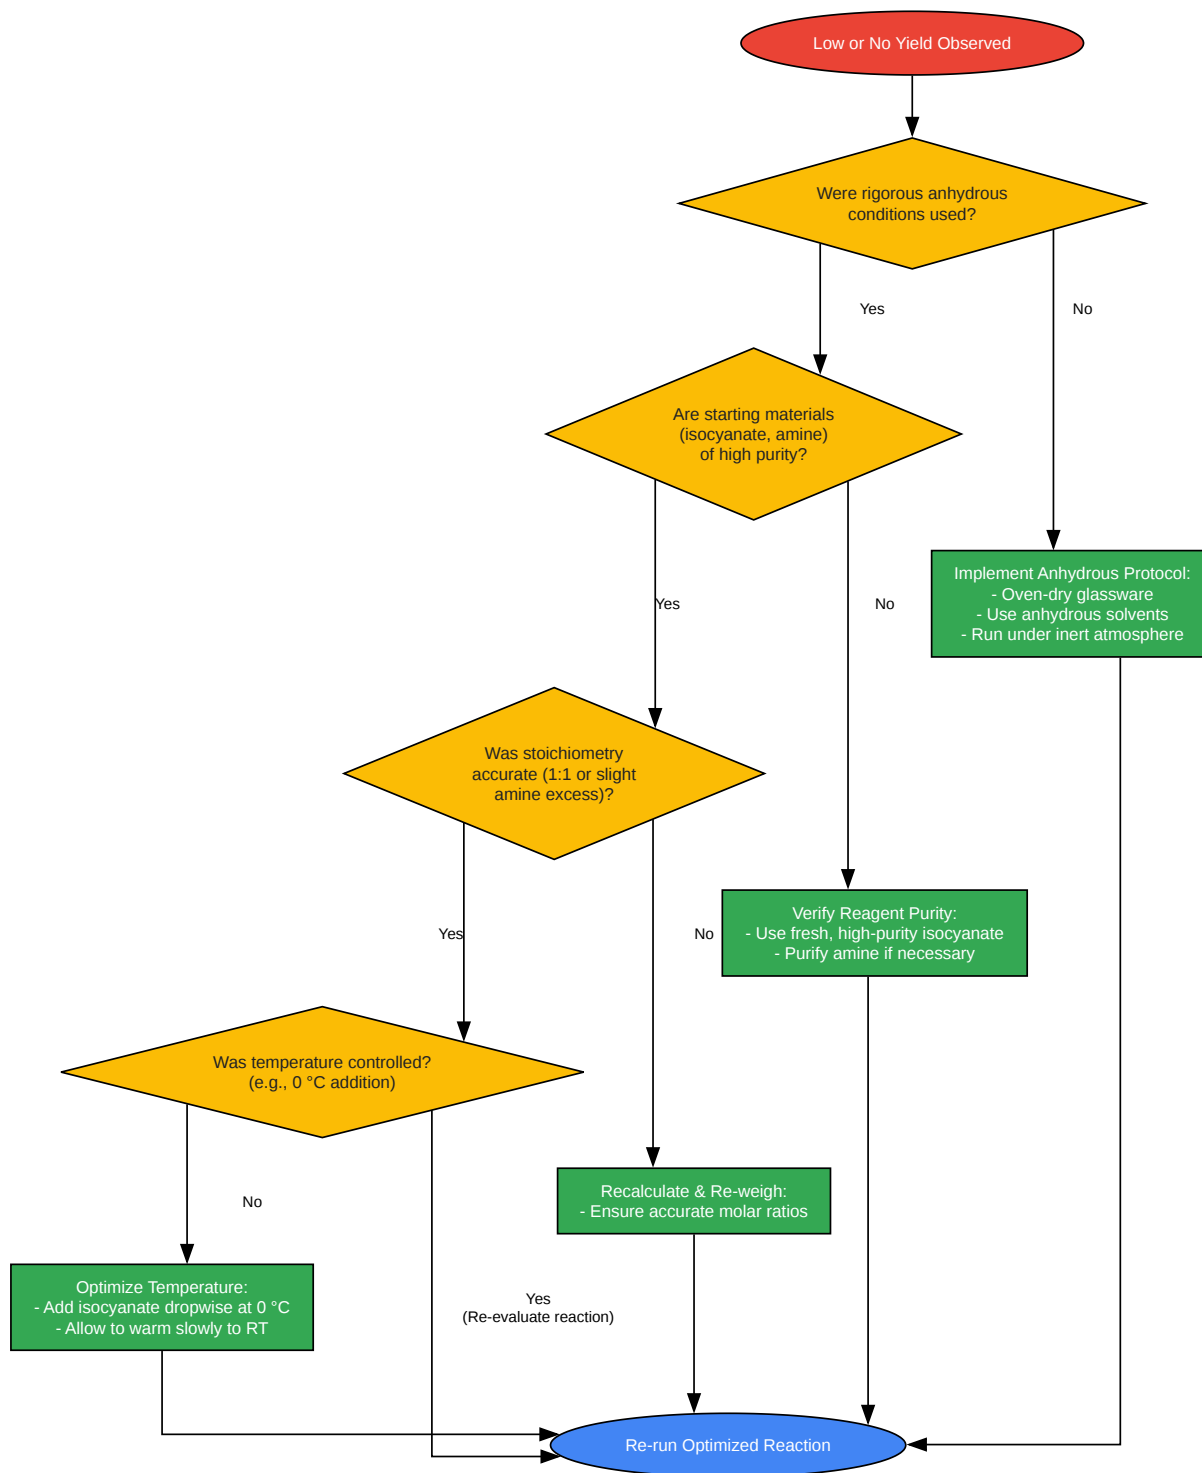 Low or No Yield Observed
Were rigorous anhydrous
conditions used?
Yes
No
Are starting materials
(isocyanate, amine)
of high purity?
Implement Anhydrous Protocol:
- Oven-dry glassware
- Use anhydrous solvents
- Run under inert atmosphere
Yes
No
Was stoichiometry
accurate (1:1 or slight
amine excess)?
Yes
No
Verify Reagent Purity:
- Use fresh, high-purity isocyanate
- Purify amine if necessary
Was temperature controlled?
(e.g., 0 °C addition)
No
Recalculate & Re-weigh:
- Ensure accurate molar ratios
Optimize Temperature:
- Add isocyanate dropwise at 0 °C
- Allow to warm slowly to RT
Yes
(Re-evaluate reaction)
Re-run Optimized Reaction